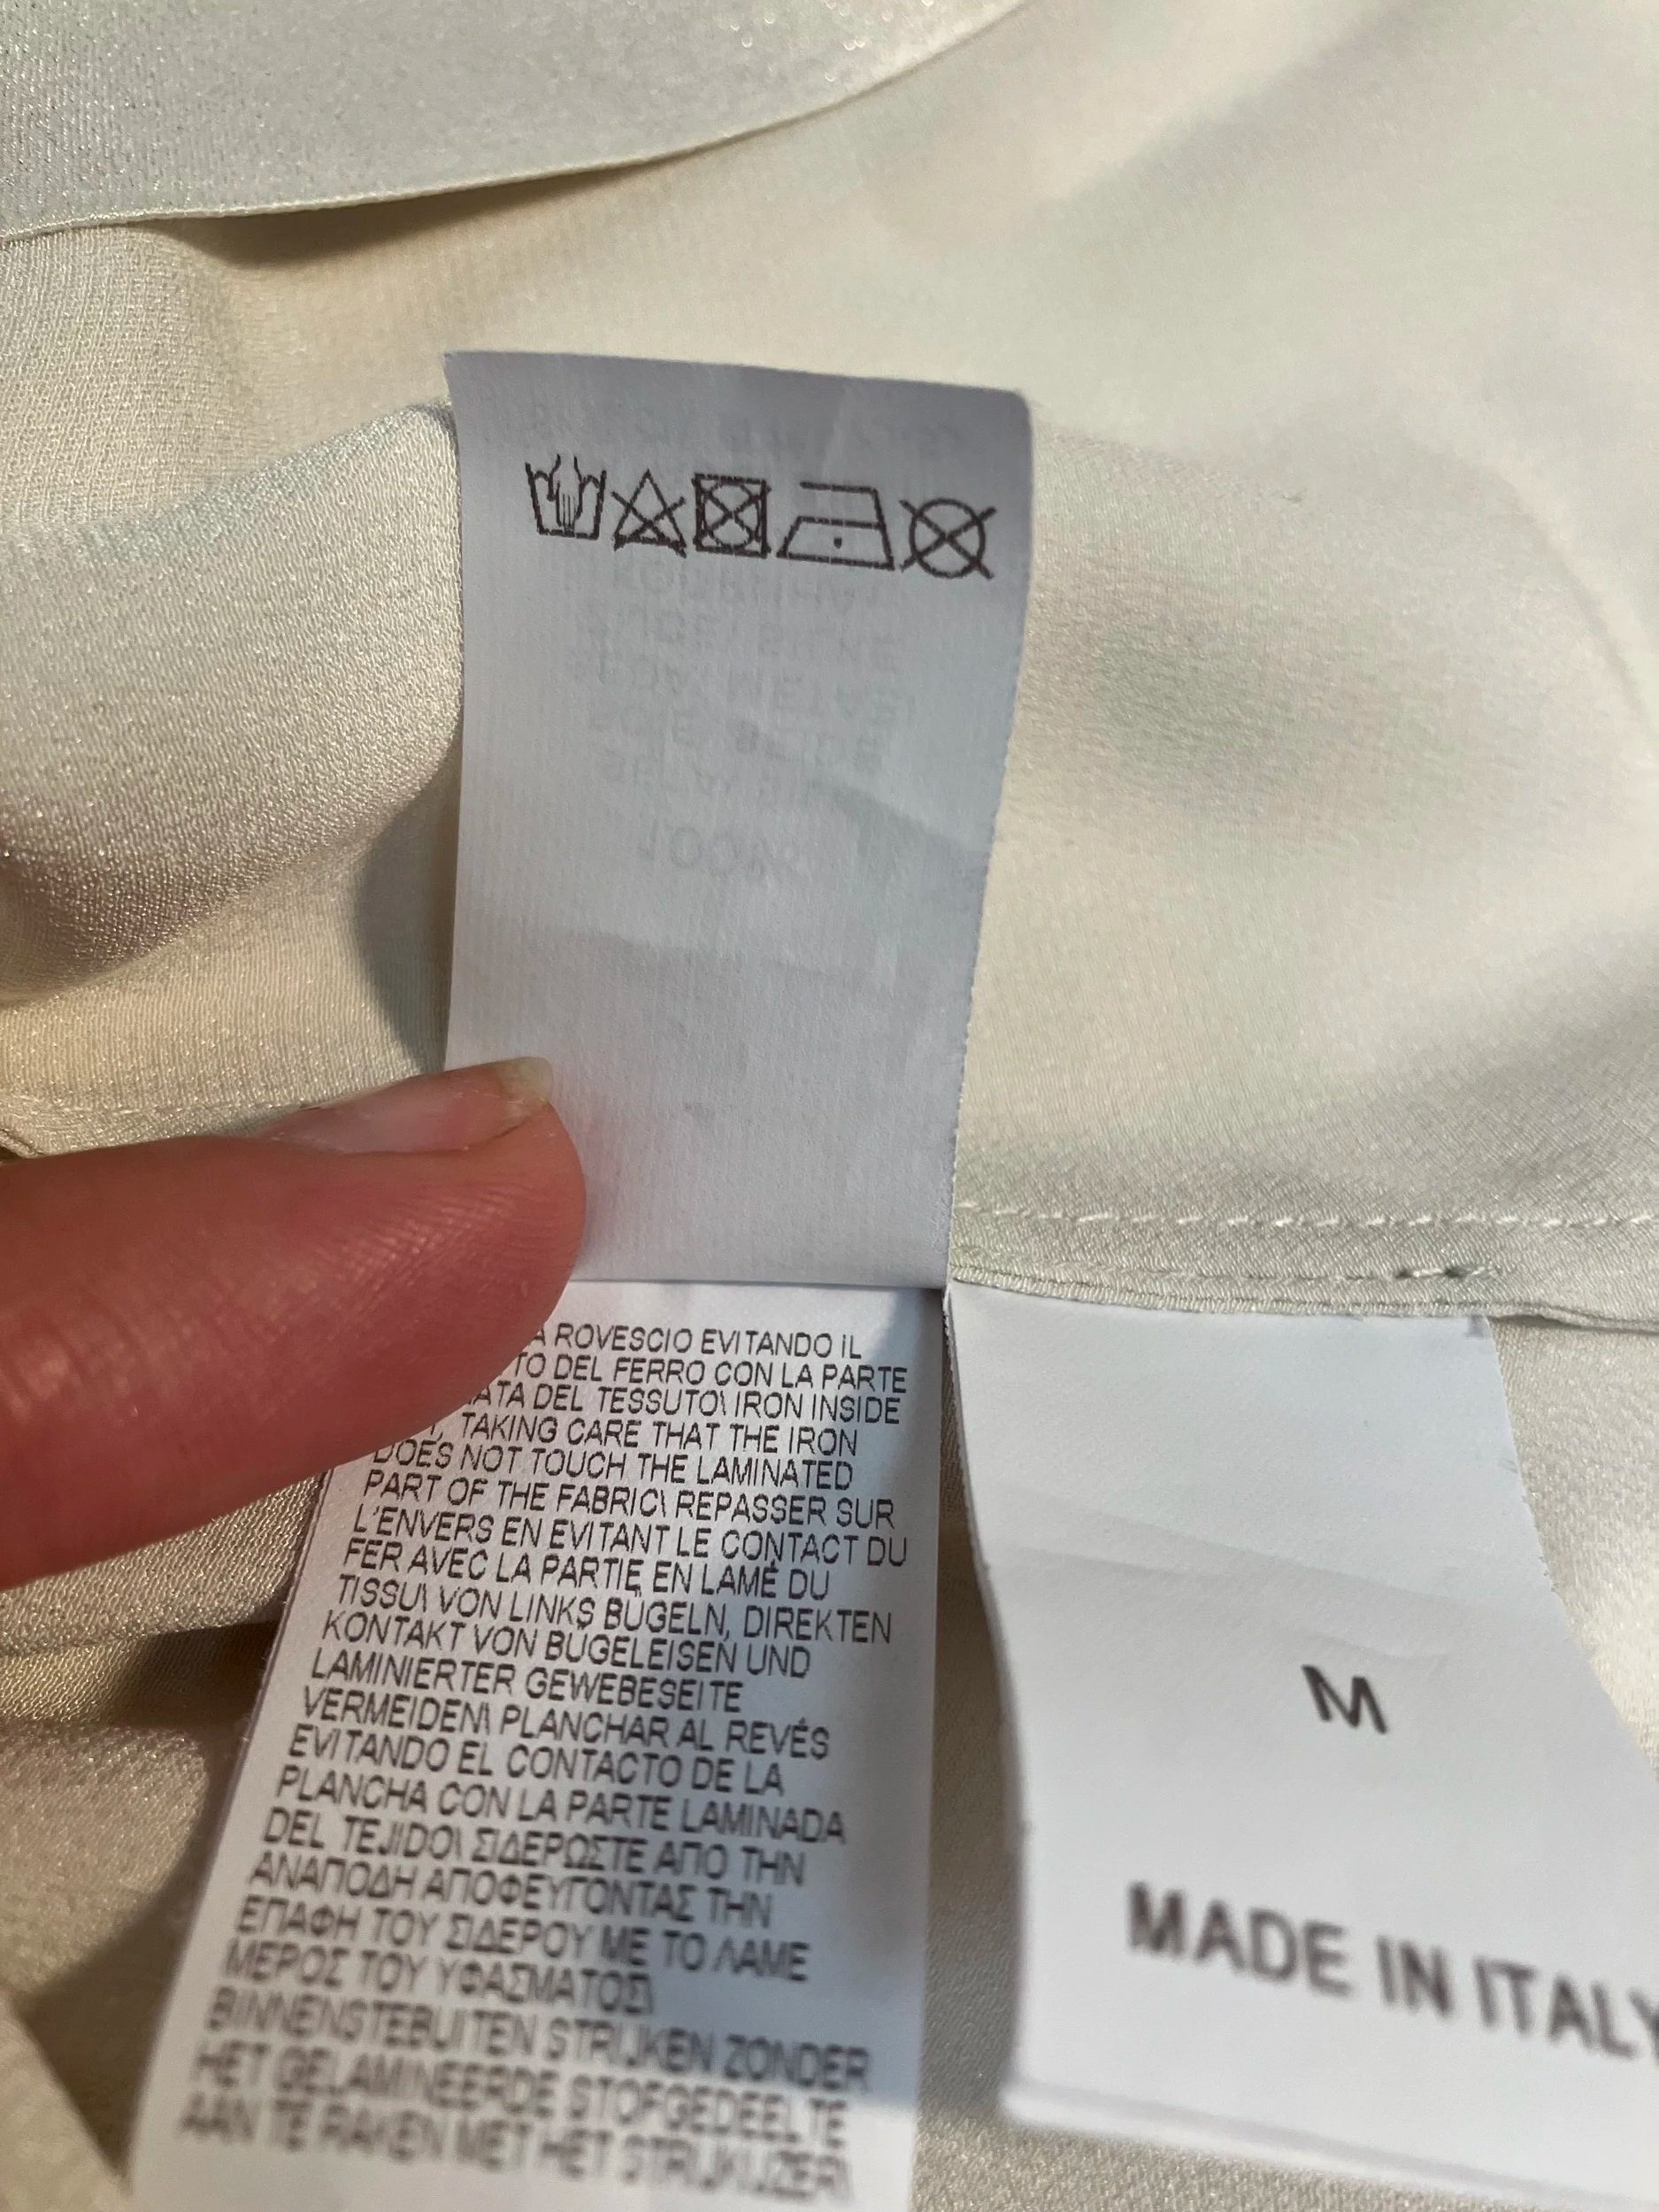 A ROVESCIO EVITANDO IL
TO DEL FERRO CON LA PARTE
ATA DEL TESSUTO\ IRON INSIDE
TAKING CARE THAT THE IRON
DOES NOT TOUCH THE LAMINATED
PART OF THE FABRIC\ REPASSER SUR
L'ENVERS EN EVITANT LE CONTACT DU
FER AVEC LA PARTIE EN LAMÉ DU
TISSU\ VON LINKS BÜGELN, DIREKTEN
KONTAKT VON BÜGELEISEN UND
LAMINIERTER GEWEBESEITE
VERMEIDEN\ PLANCHAR AL REVÉS
EVITANDO EL CONTACTO DE LA
PLANCHA CON LA PARTE LAMINADA
DEL TEJIDO\ ΣΙΔΕΡΩΣΤΕ ΑΠΟ ΤΗΝ
ΑΝΑΠΟΔΗ ΑΠΟΦΕΥΓΟΝΤΑΣ ΤΗΝ
ΕΠΑΦΗ ΤΟΥ ΣΙΔΕΡΟΥ ΜΕ ΤΟ ΛΑΜΕ
ΜΕΡΟΣ ΤΟΥ ΥΦΑΣΜΑΤΟΣ\
BINNENSTEBUITEN STRIJKEN ZONDER
HET GELAMINEERDE STOFGEDEELTE
AAN TE RAKEN MET HET STRIJKIJZER\
M
MADE IN ITALY